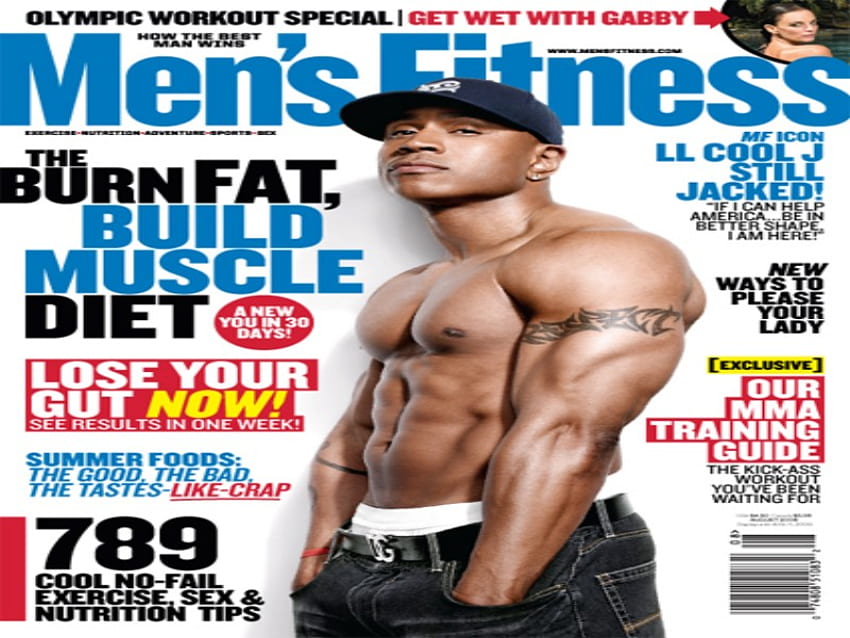 OLYMPIC WORKOUT SPECIAL | GET WET WITH GABBY
HOW THE BEST
MAN WINS
WWW.MENSFITNESS.COM
Men's Fitness
EXERCISE•NUTRITION•ADVENTURE•SPORTS•SEX
THE
BURN FAT,
BUILD
MUSCLE
DIET
A NEW
YOU IN 30
DAYS!
LOSE YOUR
GUT NOW!
SEE RESULTS IN ONE WEEK!
SUMMER FOODS:
THE GOOD, THE BAD,
THE TASTES-LIKE-CRAP
789
COOL NO-FAIL
EXERCISE, SEX &
NUTRITION TIPS
MF ICON
LL COOL J
STILL
JACKED!
"IF I CAN HELP
AMERICA...BE IN
BETTER SHAPE,
I AM HERE!"
NEW
WAYS TO
PLEASE
YOUR
LADY
[EXCLUSIVE]
OUR
MMA
TRAINING
GUIDE
THE KICK-ASS
WORKOUT
YOU'VE BEEN
WAITING FOR
AUGUST 2008
08